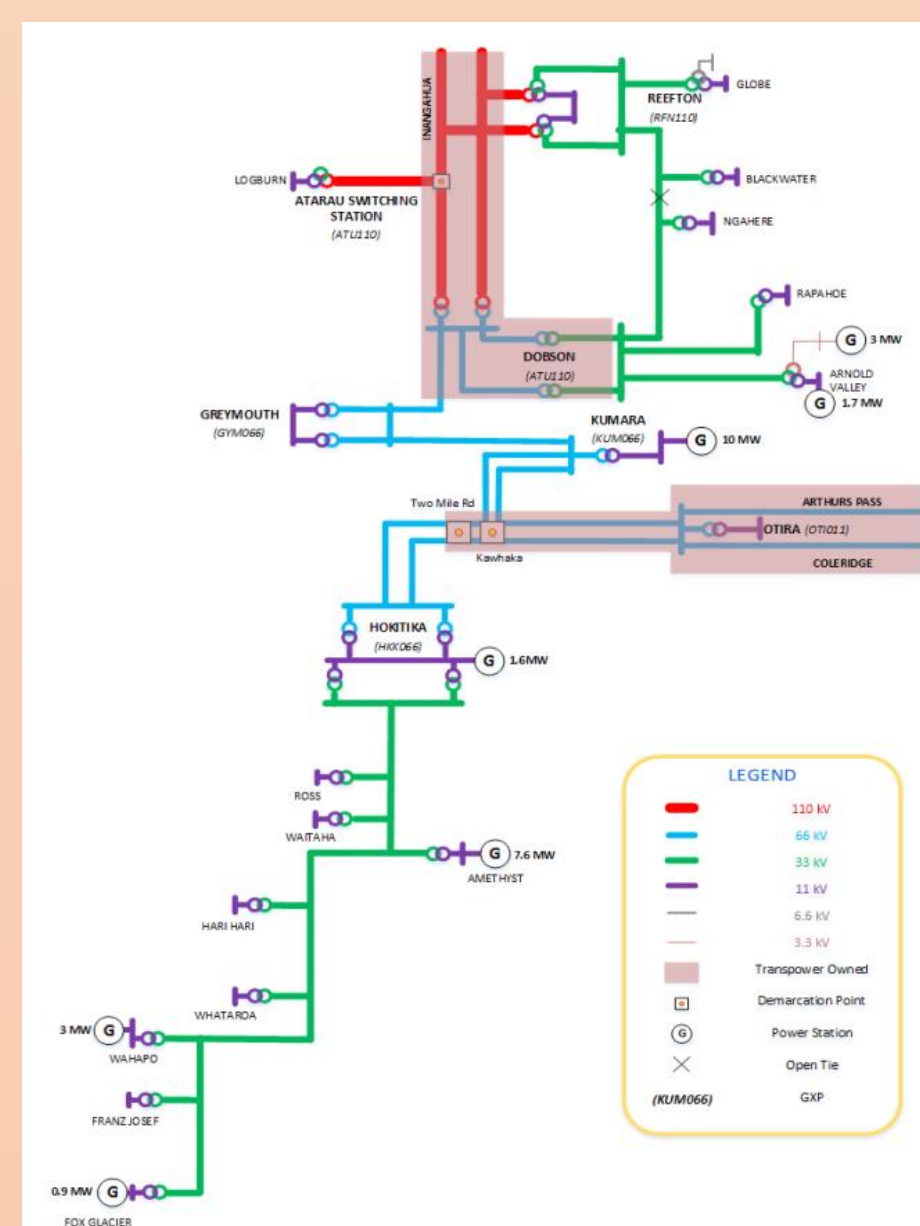 INANGAHUA
REEFTON
(RFN110)
GLOBE
BLACKWATER
NGAHERE
LOGBURN
ATARAU SWITCHING
STATION
(ATU110)
RAPAHOE
G 3 MW
ARNOLD
VALLEY
G 1.7 MW
DOBSON
(ATU110)
GREYMOUTH
(GYM066)
KUMARA
(KUM066)
G 10 MW
Two Mile Rd
Kawhaka
ARTHURS PASS
OTIRA (OTI011)
COLERIDGE
HOKITIKA
(HKK066)
G 1.6MW
ROSS
WAITAHA
G 7.6 MW
AMETHYST
HARI HARI
WHATAROA
3 MW G
WAHAPO
FRANZ JOSEF
0.9 MW G
FOX GLACIER
LEGEND
110 kV
66 kV
33 kV
11 kV
6.6 kV
3.3 kV
Transpower Owned
Demarcation Point
G Power Station
Open Tie
(KUM066) GXP